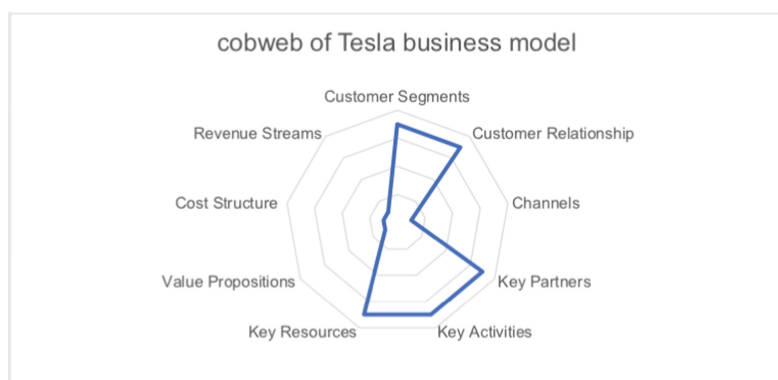 cobweb of Tesla business model
Customer Segments
Revenue Streams
Customer Relationship
Cost Structure
Channels
Value Propositions
Key Partners
Key Resources
Key Activities